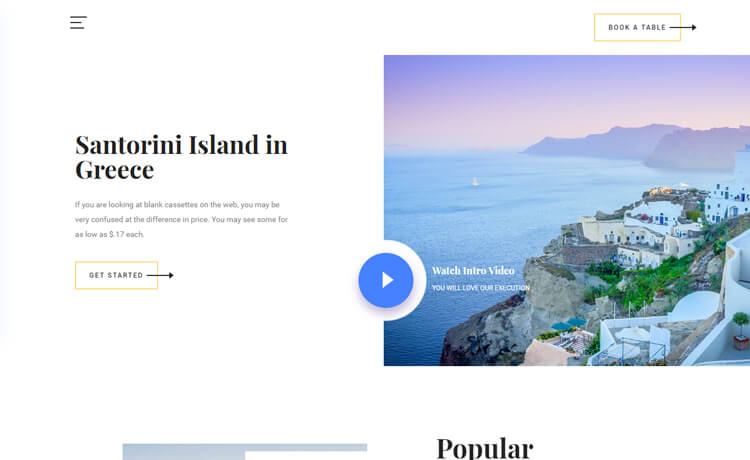 BOOK A TABLE
Santorini Island in
Greece
If you are looking at blank cassettes on the web, you may be
very confused at the difference in price. You may see some for
as low as $.17 each.
GET STARTED
Watch Intro Video
YOU WILL LOVE OUR EXECUTION
Popular